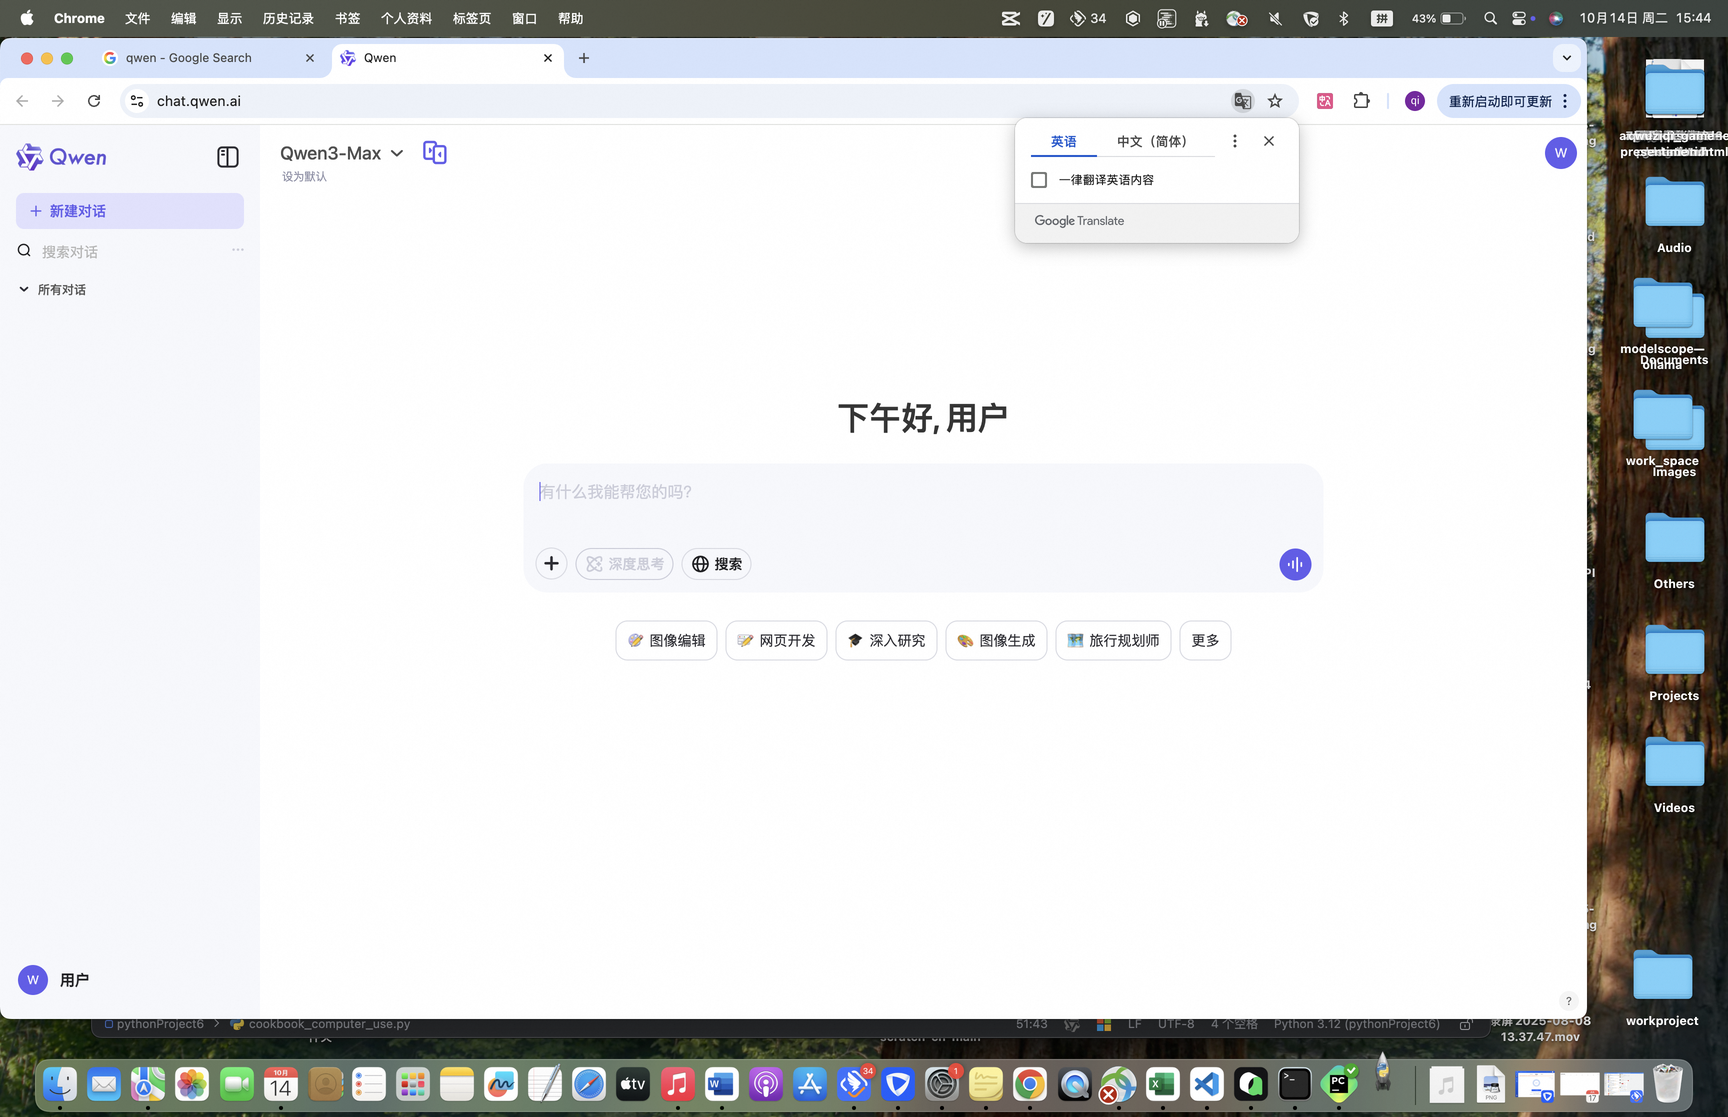 Chrome 文件 编辑 显示 历史记录 书签 个人资料 标签页 窗口 帮助 34 拼 43% 10月14日 周二 15:44
qwen - Google Search
Qwen
chat.qwen.ai
qi
重新启动即可更新
Qwen
新建对话
搜索对话
所有对话
Qwen3-Max
设为默认
英语 中文（简体）
一律翻译英语内容
Google Translate
W
下午好, 用户
有什么我能帮您的吗?
深度思考 搜索
图像编辑 网页开发 深入研究 图像生成 旅行规划师 更多
W 用户
?
Audio
modelscope—
Documents
ollama
work_space
Images
Others
Projects
Videos
workproject
pythonProject6 cookbook_computer_use.py 51:43 LF UTF-8 4 个空格 Python 3.12 (pythonProject6)
录屏 2025-08-08
13.37.47.mov
10月
14
tv
34
1
PC
PNG
17